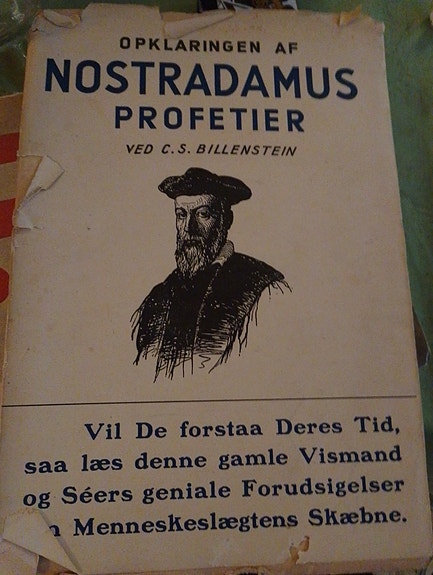 OPKLARINGEN AF
NOSTRADAMUS
PROFETIER
VED C. S. BILLENSTEIN
Vil De forstaa Deres Tid,
saa læs denne gamle Vismand
og Séers geniale Forudsigelser
Menneskeslægtens Skæbne.